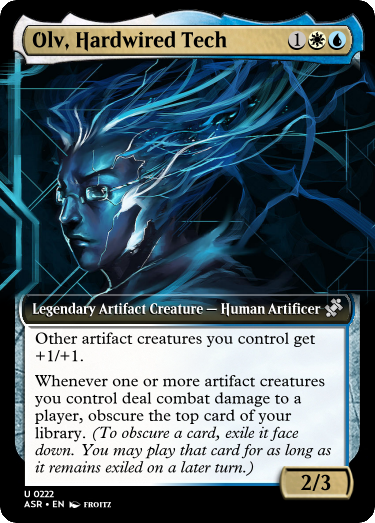 Olv, Hardwired Tech 1
Legendary Artifact Creature — Human Artificer
Other artifact creatures you control get
+1/+1.
Whenever one or more artifact creatures
you control deal combat damage to a
player, obscure the top card of your
library. (To obscure a card, exile it face
down. You may play that card for as long as
it remains exiled on a later turn.)
2/3
U 0222
ASR • EN FROITZ